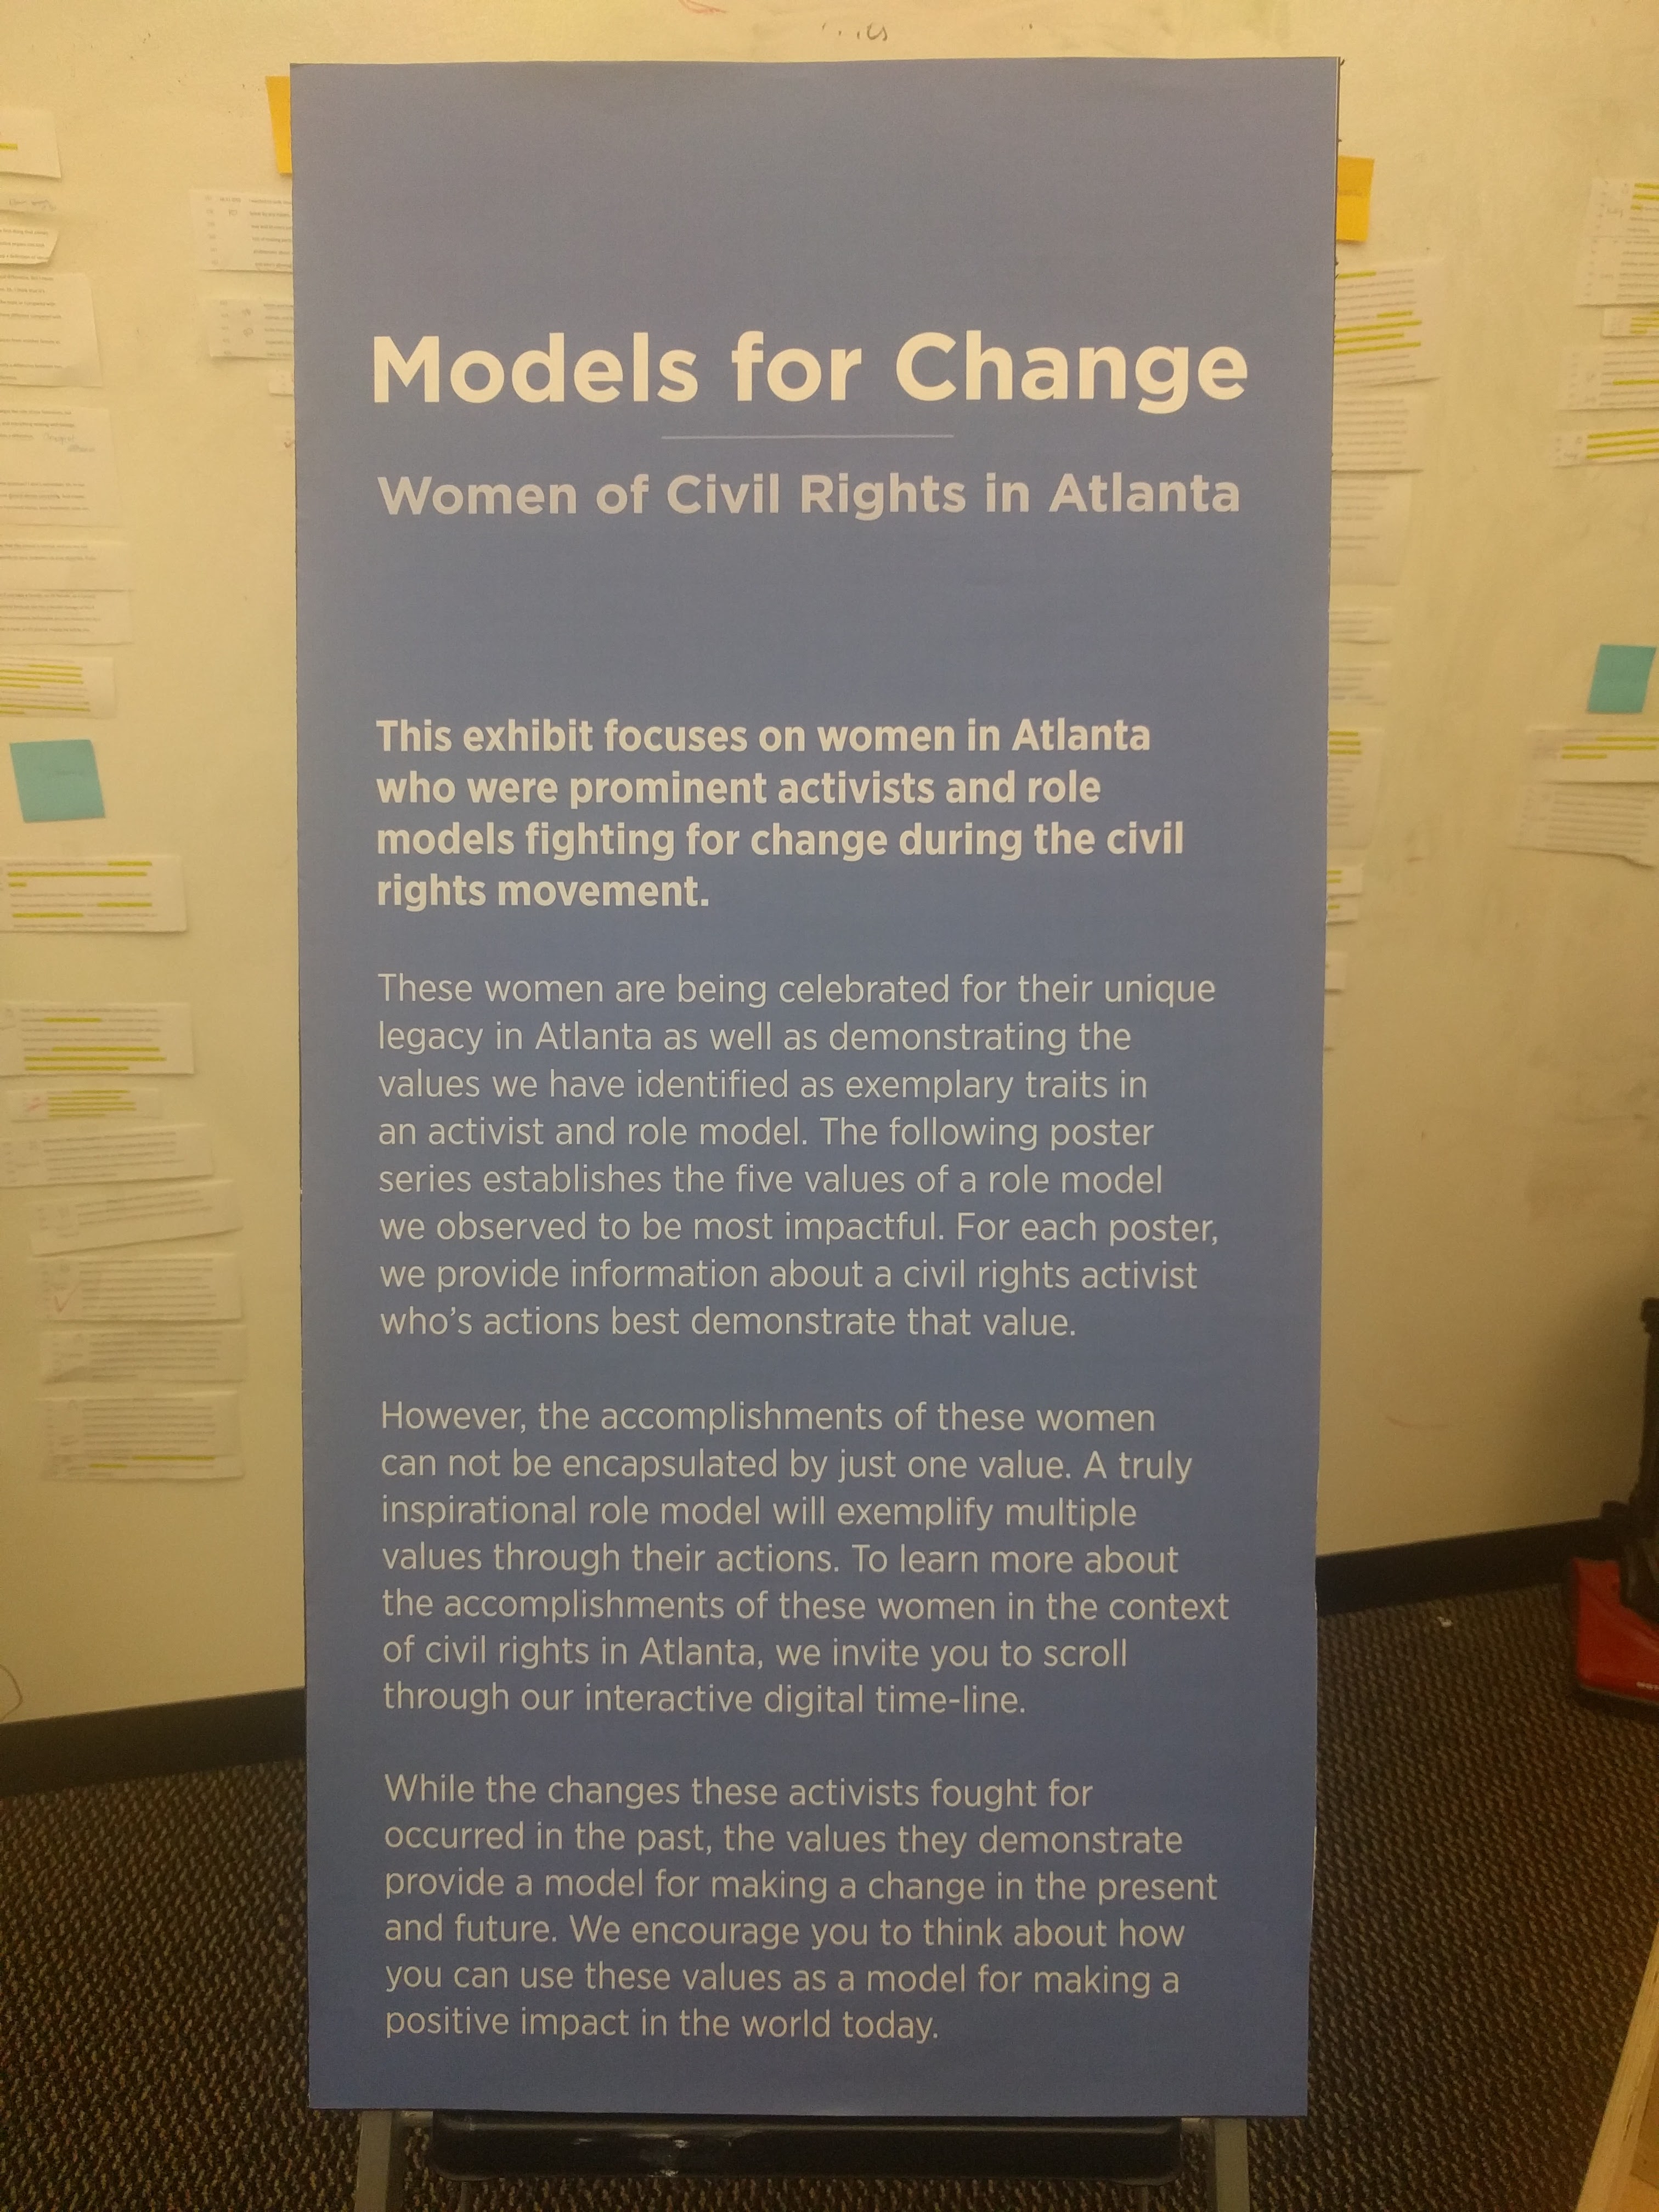 Models for Change
Women of Civil Rights in Atlanta
This exhibit focuses on women in Atlanta
who were prominent activists and role
models fighting for change during the civil
rights movement.
These women are being celebrated for their unique
legacy in Atlanta as well as demonstrating the
values we have identified as exemplary traits in
an activist and role model. The following poster
series establishes the five values of a role model
we observed to be most impactful. For each poster,
we provide information about a civil rights activist
who’s actions best demonstrate that value.
However, the accomplishments of these women
can not be encapsulated by just one value. A truly
inspirational role model will exemplify multiple
values through their actions. To learn more about
the accomplishments of these women in the context
of civil rights in Atlanta, we invite you to scroll
through our interactive digital time-line.
While the changes these activists fought for
occurred in the past, the values they demonstrate
provide a model for making a change in the present
and future. We encourage you to think about how
you can use these values as a model for making a
positive impact in the world today.